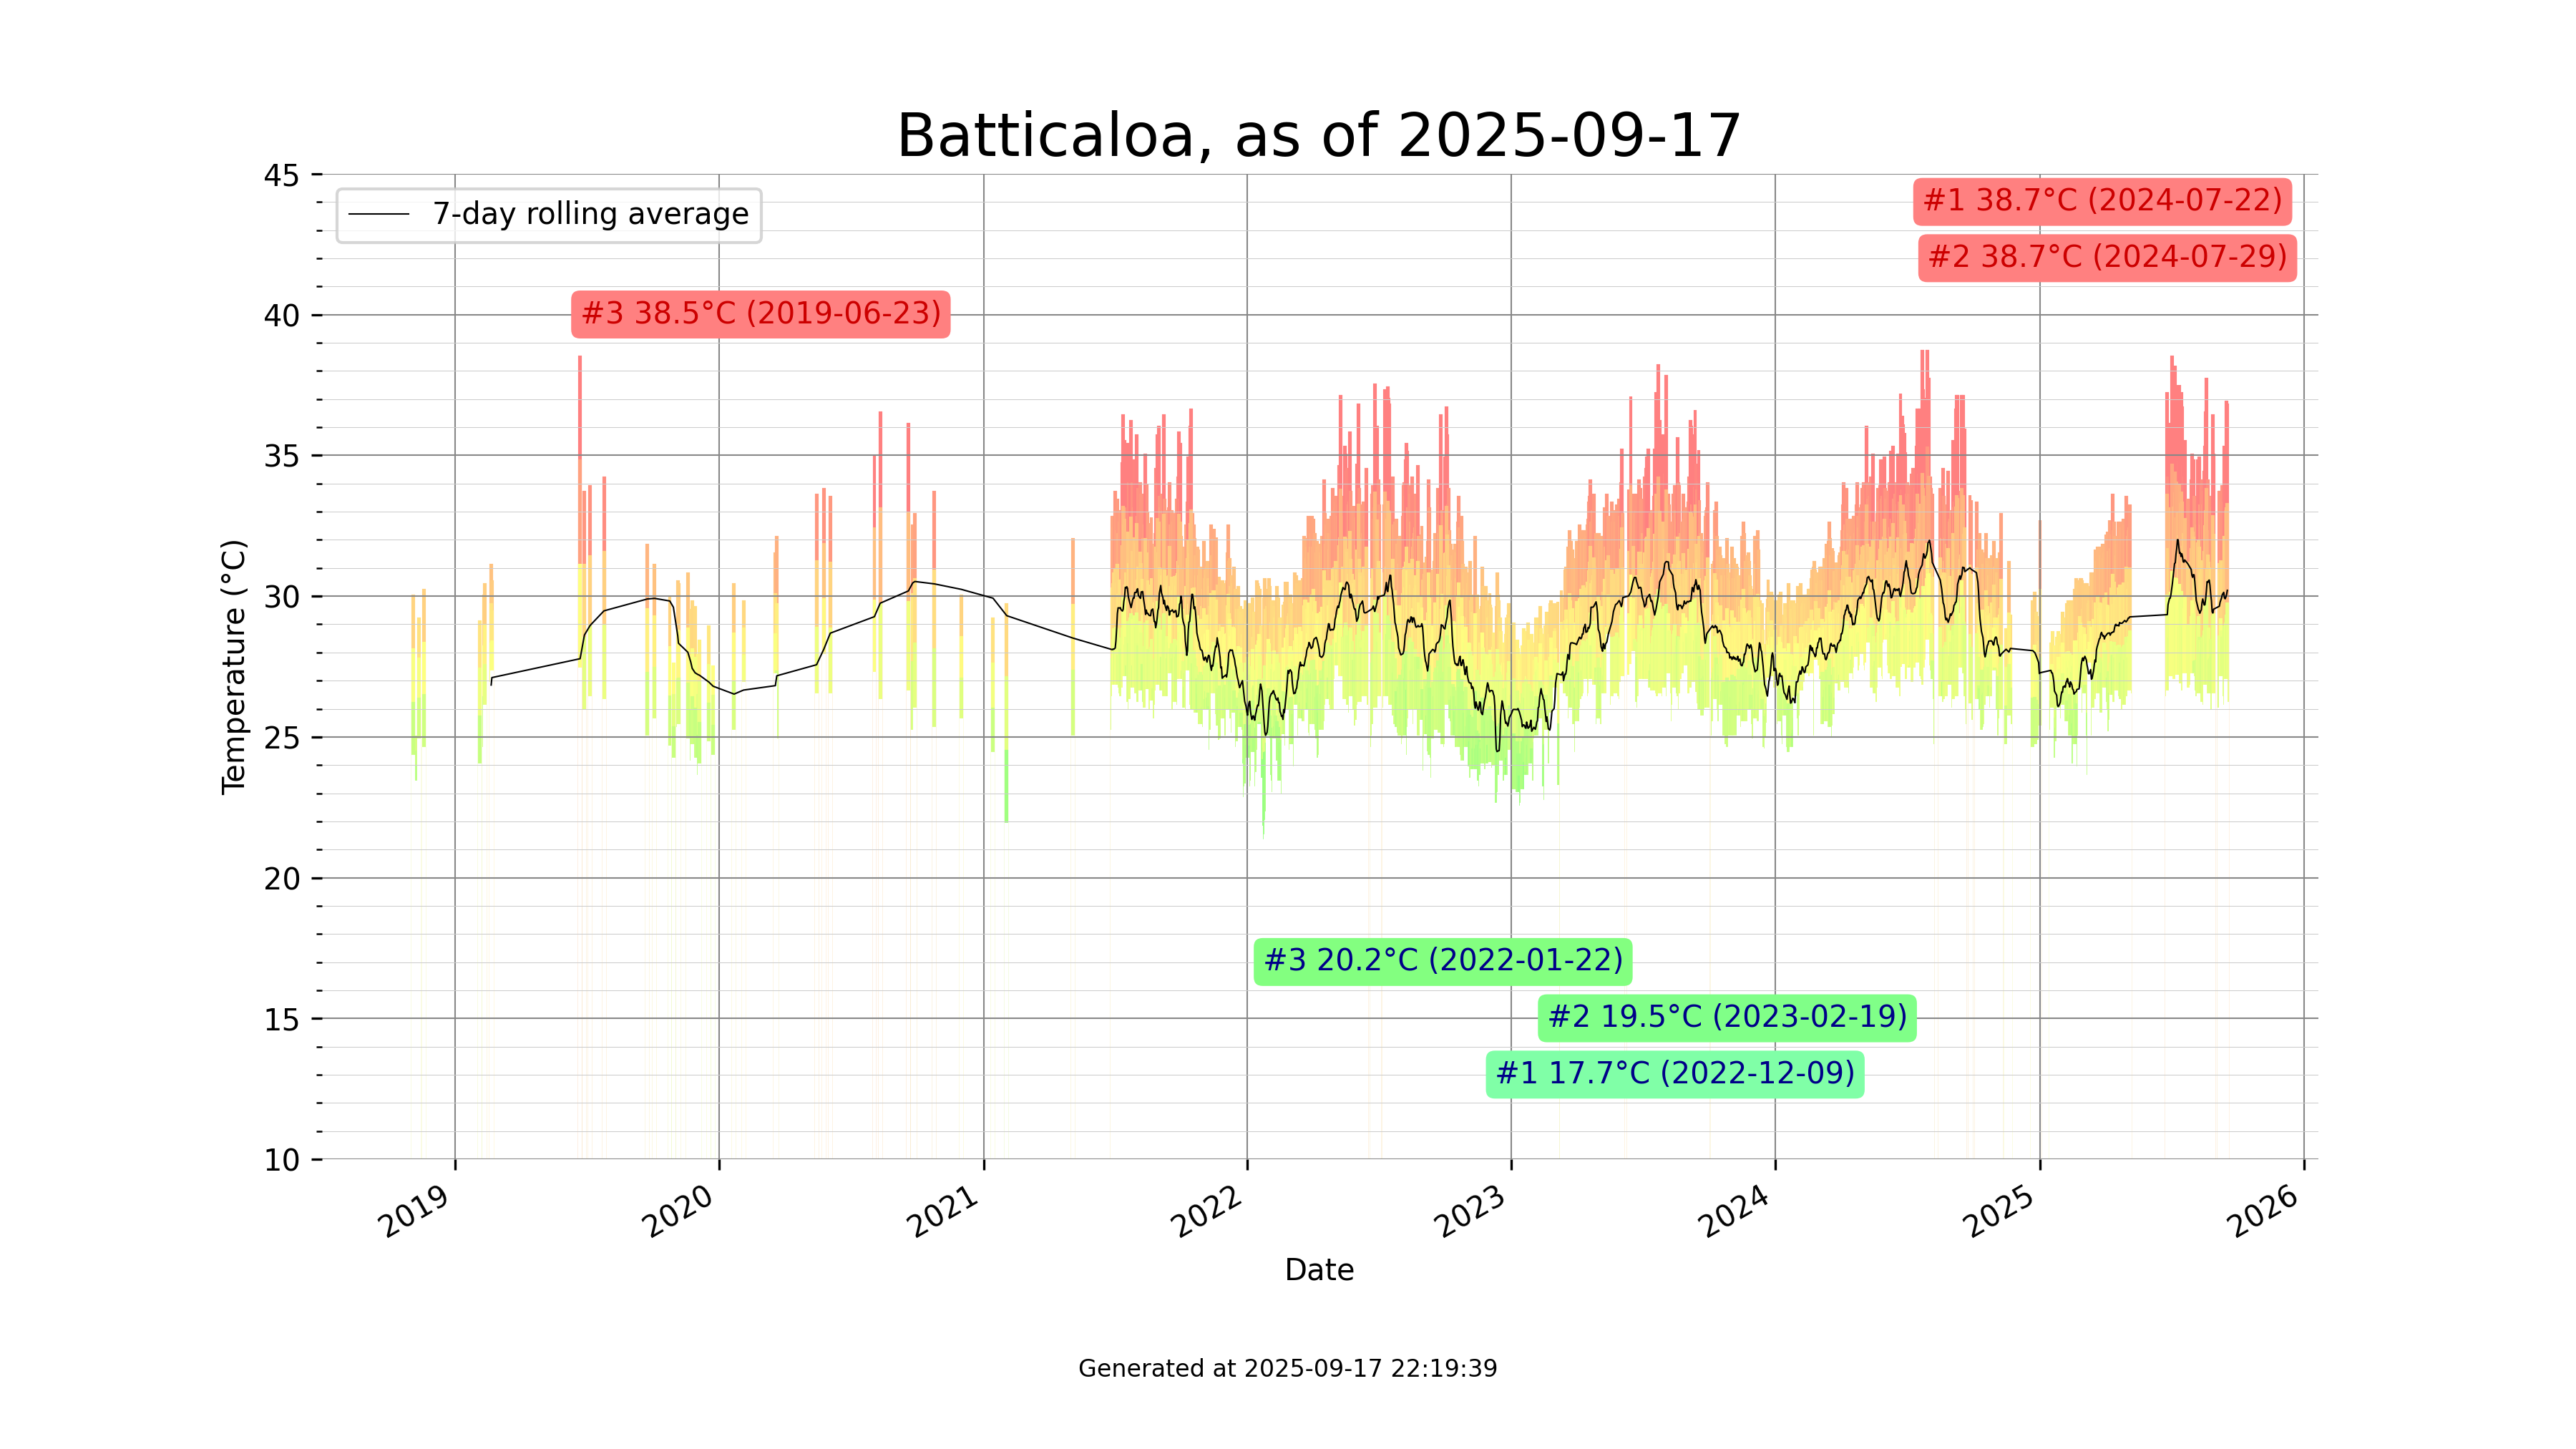 Batticaloa, as of 2025-09-17
45
7-day rolling average
#1 38.7°C (2024-07-22)
#2 38.7°C (2024-07-29)
40
#3 38.5°C (2019-06-23)
35
30
Temperature (°C)
25
20
#3 20.2°C (2022-01-22)
15
#2 19.5°C (2023-02-19)
#1 17.7°C (2022-12-09)
10
2019 2020 2021 2022 2023 2024 2025 2026
Date
Generated at 2025-09-17 22:19:39